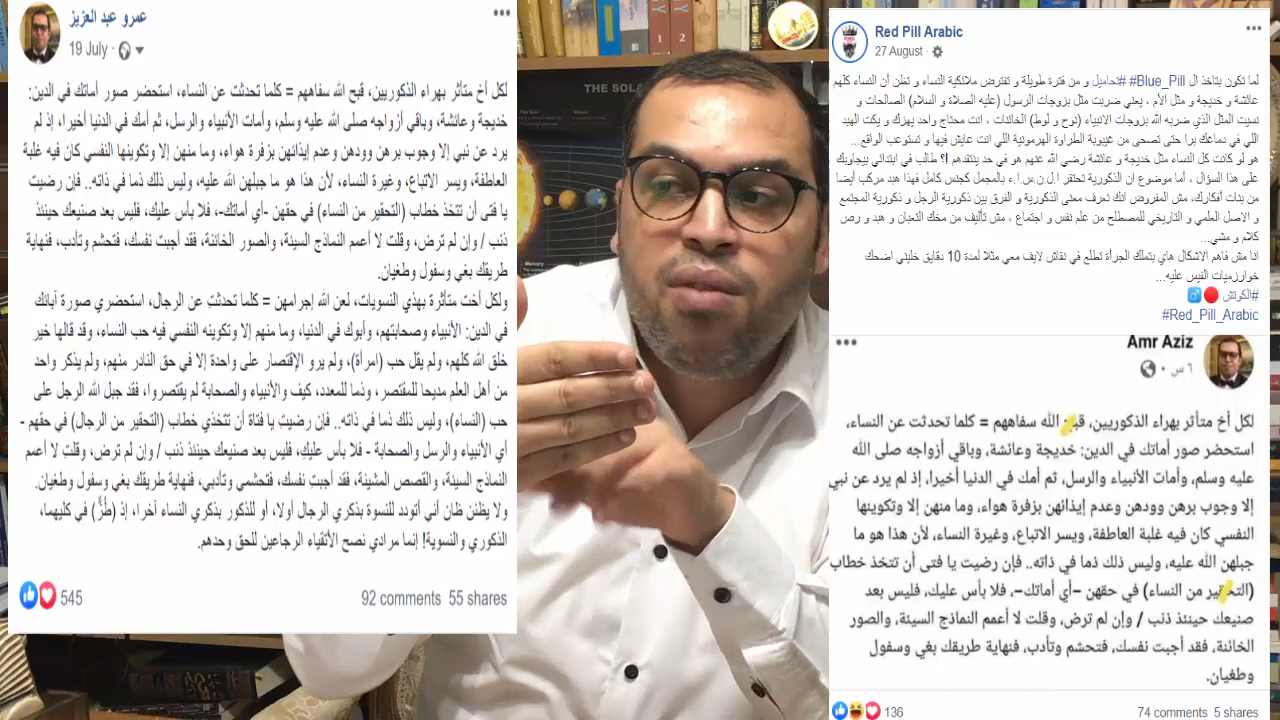 عمرو عبد العزيز
19 July
لكل أخ متأثر بهراء الذكوريين، قبح الله سفاههم = كلما تحدثت عن النساء، استحضر صور أماتك في الدين:
خديجة وعائشة، وباقي أزواجه صلى الله عليه وسلم، وأمات الأنبياء والرسل، ثم أمك في الدنيا أخيرا، إذ لم
يرد عن نبي إلا وجوب برهن وودهن وعدم إيذائهن بزفرة هواء، وما منهن إلا وتكوينها النفسي كان فيه غلبة
العاطفة، ويسر الاتباع، وغيرة النساء، لأن هذا هو ما جبلهن الله عليه، وليس ذلك ذما في ذاته.. فإن رضيت
يا فتى أن تتخذ خطاب (التحقير من النساء) في حقهن -أي أماتك-، فلا بأس عليك، فليس بعد صنيعك حينئذ
ذنب / وإن لم ترض، وقلت لا أعمم النماذج السيئة، والصور الخائنة، فقد أجبت نفسك، فتحشم وتأدب، فنهاية
طريقك بغي وسفول وطغيان.
ولكل أخت متأثرة بهذي النسويات، لعن الله إجرامهن = كلما تحدثتِ عن الرجال، استحضري صورة آبائك
في الدين: الأنبياء وصحابتهم، وأبوك في الدنيا، وما منهم إلا وتكوينه النفسي فيه حب النساء، وقد قالها خير
خلق الله كلهم، ولم يقل حب (امرأة)، ولم يرو الإقتصار على واحدة إلا في حق النادر منهم، ولم يذكر واحد
من أهل العلم مديحا للمقتصر، وذما للمعدد، كيف والأنبياء والصحابة لم يقتصروا، فقد جبل الله الرجل على
حب (النساء)، وليس ذلك ذما في ذاته.. فإن رضيتِ يا فتاة أن تتخذي خطاب (التحقير من الرجال) في حقهم -
أي الأنبياء والرسل والصحابة - فلا بأس عليكِ، فليس بعد صنيعك حينئذ ذنب / وإن لم ترض، وقلتِ لا أعمم
النماذج السيئة، والقصص المشينة، فقد أجبتِ نفسك، فتحشمي وتأدبي، فنهاية طريقك بغي وسفول وطغيان.
ولا يظنن ظان أني أتودد للنسوة بذكري الرجال أولا، أو للذكور بذكري النساء آخرا، إذ (طزٌّ) في كليهما،
الذكوري والنسوية! إنما مرادي نصح الأتقياء الرجاعين للحق وحدهم.
545
92 comments 55 shares
THE SOLA
Mercury
Red Pill Arabic
27 August
لما تكون بتاخذ ال Blue_Pill# #تحاميل و من فترة طويلة و تفترض ملائكية النساء و تظن أن النساء كلهم
عائشة و خديجة و مثل الأم ، يعني ضربت مثل بزوجات الرسول (عليه الصلاة و السلام) الصالحات و
نسيت المثل الذي ضربه الله بزوجات الأنبياء (نوح و لوط) الخائنات ، انت محتاج واحد يهزك و يكت الهبد
اللي في دماغك برا حتى تصحى من غيبوبة الطراوة الهرمونية اللي انت عايش فيها و تستوعب الواقع...
هو لو كانت كل النساء مثل خديجة و عائشة رضي الله عنهم هو في حد ينتقدهم !؟ طالب في ابتدائي بيجاوبك
على هذا السؤال ، أما موضوع ان الذكورية تحتقر ا.ل.ن.س.ا.ء بالمجمل كجنس كامل فهذا هبد مركب أيضا
من بنات أفكارك، مش المفروض انك تعرف معنى الذكورية و الفرق بين ذكورية الرجل و ذكورية المجتمع
و الاصل العلمي و التاريخي للمصطلح من علم نفس و اجتماع ، مش تأليف من مخك التعبان و هبد و رص
كلام و مشي...
انا مش فاهم الاشكال هاي بتملك الجرأة تطلع في نقاش لايف معي مثلا لمدة 10 دقايق خليني اضحك
خوارزميات الفيس عليه...
#الكوتش
#Red_Pill_Arabic
Amr Aziz
٦ س
لكل أخ متأثر بهراء الذكوريين، قبح الله سفاههم = كلما تحدثت عن النساء،
استحضر صور أماتك في الدين: خديجة وعائشة، وباقي أزواجه صلى الله
عليه وسلم، وأمات الأنبياء والرسل، ثم أمك في الدنيا أخيرا، إذ لم يرد عن نبي
إلا وجوب برهن وودهن وعدم إيذائهن بزفرة هواء، وما منهن إلا وتكوينها
النفسي كان فيه غلبة العاطفة، ويسر الاتباع، وغيرة النساء، لأن هذا هو ما
جبلهن الله عليه، وليس ذلك ذما في ذاته.. فإن رضيت يا فتى أن تتخذ خطاب
(التحقير من النساء) في حقهن -أي أماتك-، فلا بأس عليك، فليس بعد
صنيعك حينئذ ذنب / وإن لم ترض، وقلت لا أعمم النماذج السيئة، والصور
الخائنة، فقد أجبت نفسك، فتحشم وتأدب، فنهاية طريقك بغي وسفول
وطغيان.
136
74 comments 5 shares